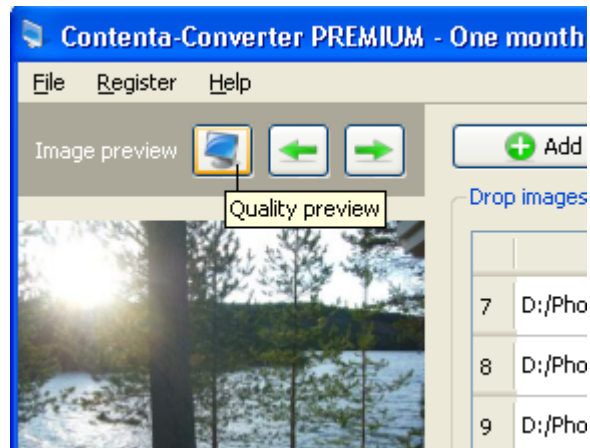 Contenta-Converter PREMIUM - One month
File Register Help
Image preview
Add
Quality preview
Drop images
7 D:/Pho
8 D:/Pho
9 D:/Pho